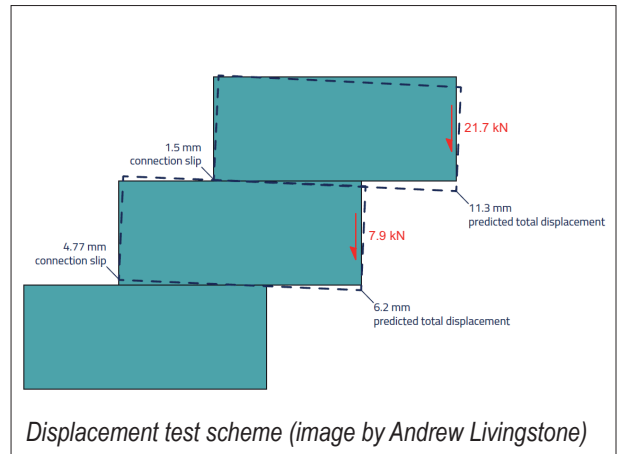 21.7 kN
1.5 mm
connection slip
11.3 mm
predicted total displacement
7.9 kN
4.77 mm
connection slip
6.2 mm
predicted total displacement
Displacement test scheme (image by Andrew Livingstone)